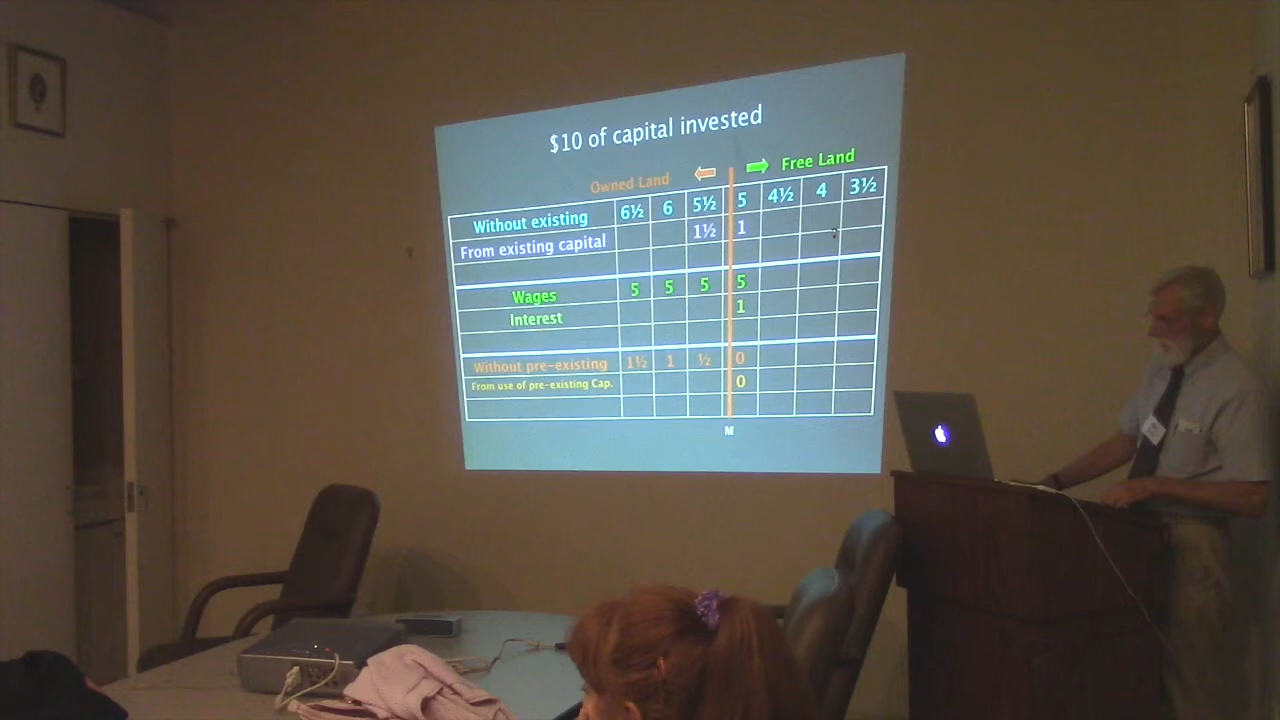 $10 of capital invested
Owned Land Free Land
Without existing 6½ 6 5½ 5 4½ 4 3½
From existing capital 1½ 1
Wages 5 5 5 5
Interest 1
Without pre-existing 1½ 1 ½ 0
From use of pre-existing Cap. 0
M